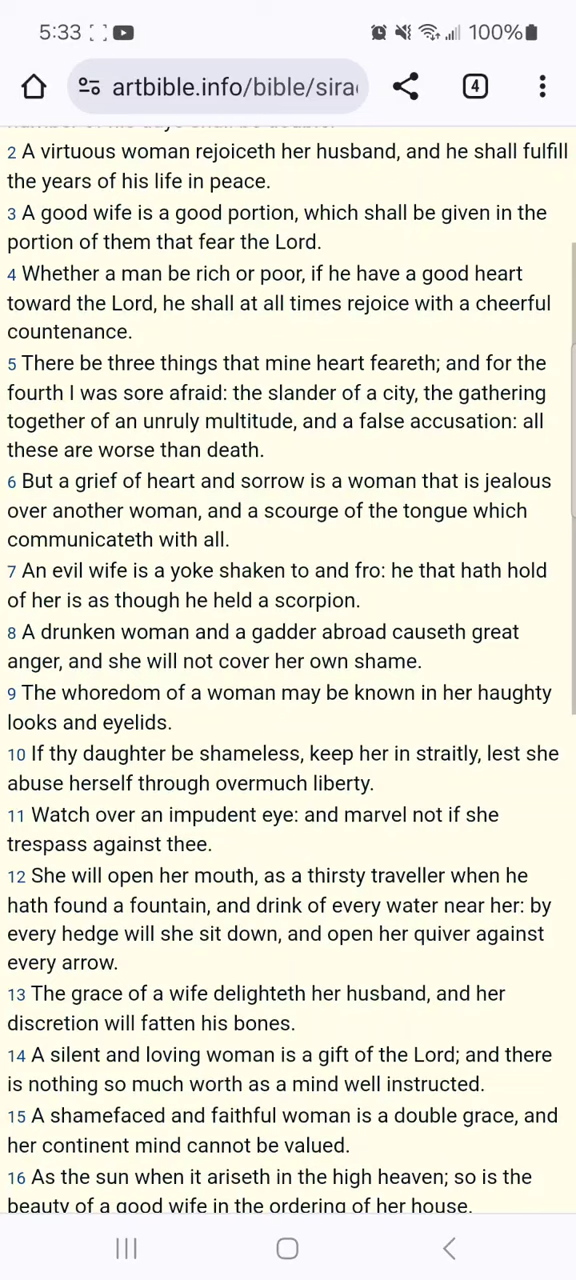 5:33
100%
artbible.info/bible/sira
4
2 A virtuous woman rejoiceth her husband, and he shall fulfill
the years of his life in peace.
3 A good wife is a good portion, which shall be given in the
portion of them that fear the Lord.
4 Whether a man be rich or poor, if he have a good heart
toward the Lord, he shall at all times rejoice with a cheerful
countenance.
5 There be three things that mine heart feareth; and for the
fourth I was sore afraid: the slander of a city, the gathering
together of an unruly multitude, and a false accusation: all
these are worse than death.
6 But a grief of heart and sorrow is a woman that is jealous
over another woman, and a scourge of the tongue which
communicateth with all.
7 An evil wife is a yoke shaken to and fro: he that hath hold
of her is as though he held a scorpion.
8 A drunken woman and a gadder abroad causeth great
anger, and she will not cover her own shame.
9 The whoredom of a woman may be known in her haughty
looks and eyelids.
10 If thy daughter be shameless, keep her in straitly, lest she
abuse herself through overmuch liberty.
11 Watch over an impudent eye: and marvel not if she
trespass against thee.
12 She will open her mouth, as a thirsty traveller when he
hath found a fountain, and drink of every water near her: by
every hedge will she sit down, and open her quiver against
every arrow.
13 The grace of a wife delighteth her husband, and her
discretion will fatten his bones.
14 A silent and loving woman is a gift of the Lord; and there
is nothing so much worth as a mind well instructed.
15 A shamefaced and faithful woman is a double grace, and
her continent mind cannot be valued.
16 As the sun when it ariseth in the high heaven; so is the
beauty of a good wife in the ordering of her house.